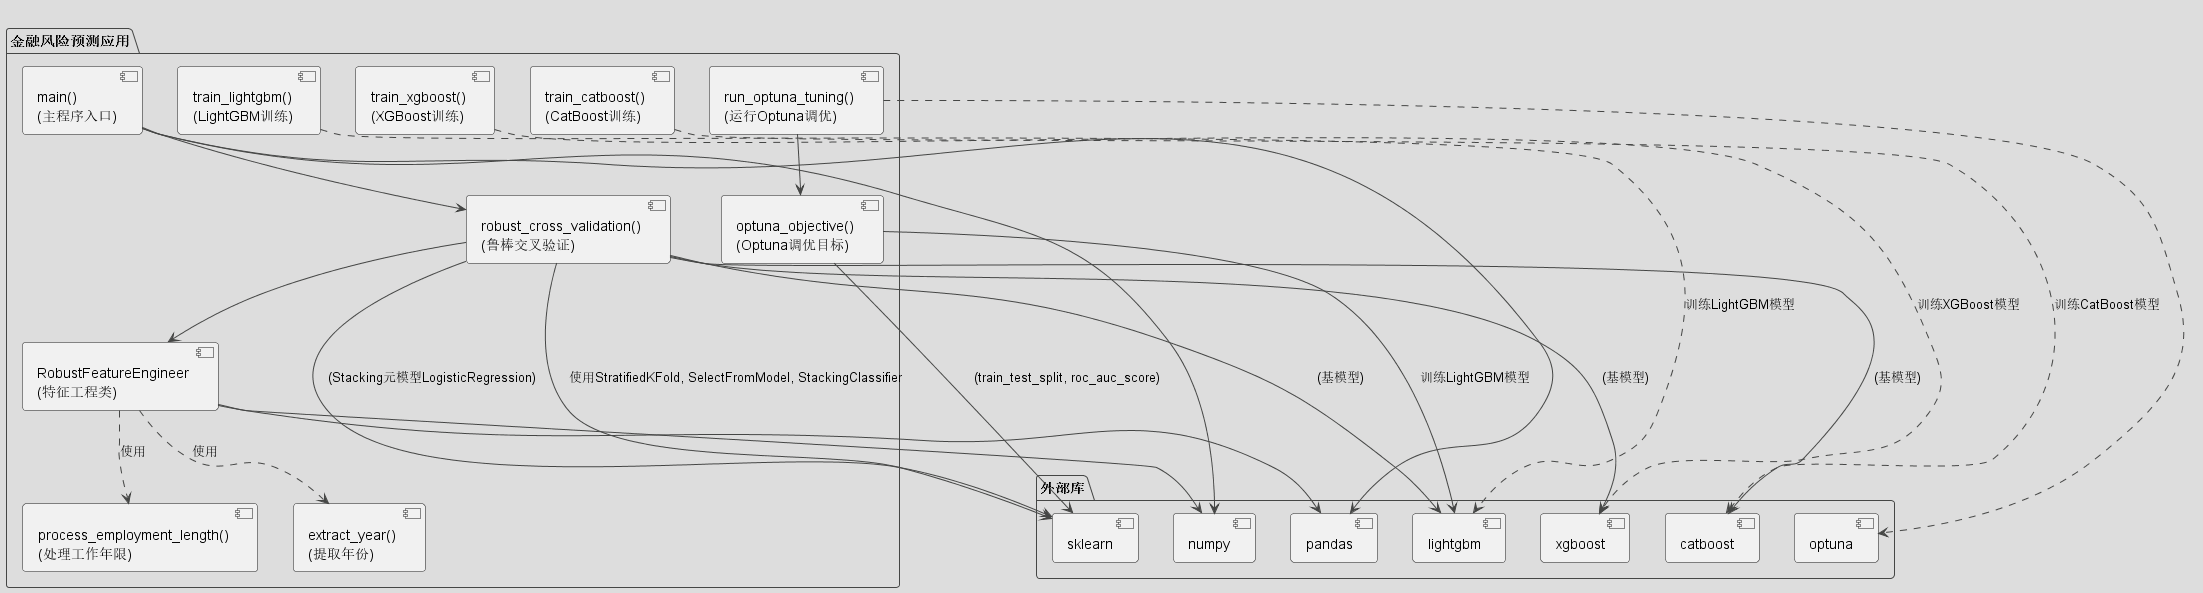 金融风险预测应用
main()
(主程序入口)
train_lightgbm()
(LightGBM训练)
train_xgboost()
(XGBoost训练)
train_catboost()
(CatBoost训练)
run_optuna_tuning()
(运行Optuna调优)
robust_cross_validation()
(鲁棒交叉验证)
optuna_objective()
(Optuna调优目标)
训练LightGBM模型
训练XGBoost模型
训练CatBoost模型
RobustFeatureEngineer
(特征工程类)
(Stacking元模型LogisticRegression)
使用StratifiedKFold, SelectFromModel, StackingClassifier
(train_test_split, roc_auc_score)
(基模型)
训练LightGBM模型
(基模型)
(基模型)
使用
使用
外部库
process_employment_length()
(处理工作年限)
extract_year()
(提取年份)
sklearn
numpy
pandas
lightgbm
xgboost
catboost
optuna